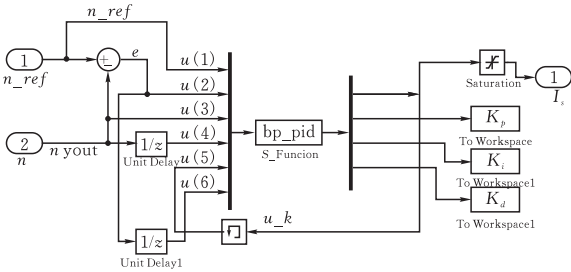 n_ref
1
n_ref
+
−
e
u(1)
u(2)
u(3)
2
n
n yout
1/z
Unit Delay
u(4)
u(5)
u(6)
1/z
Unit Delay1
bp_pid
S_Funcion
u_k
Saturation
1
I_s
K_p
To Workspace
K_i
To Workspace1
K_d
To Workspace1